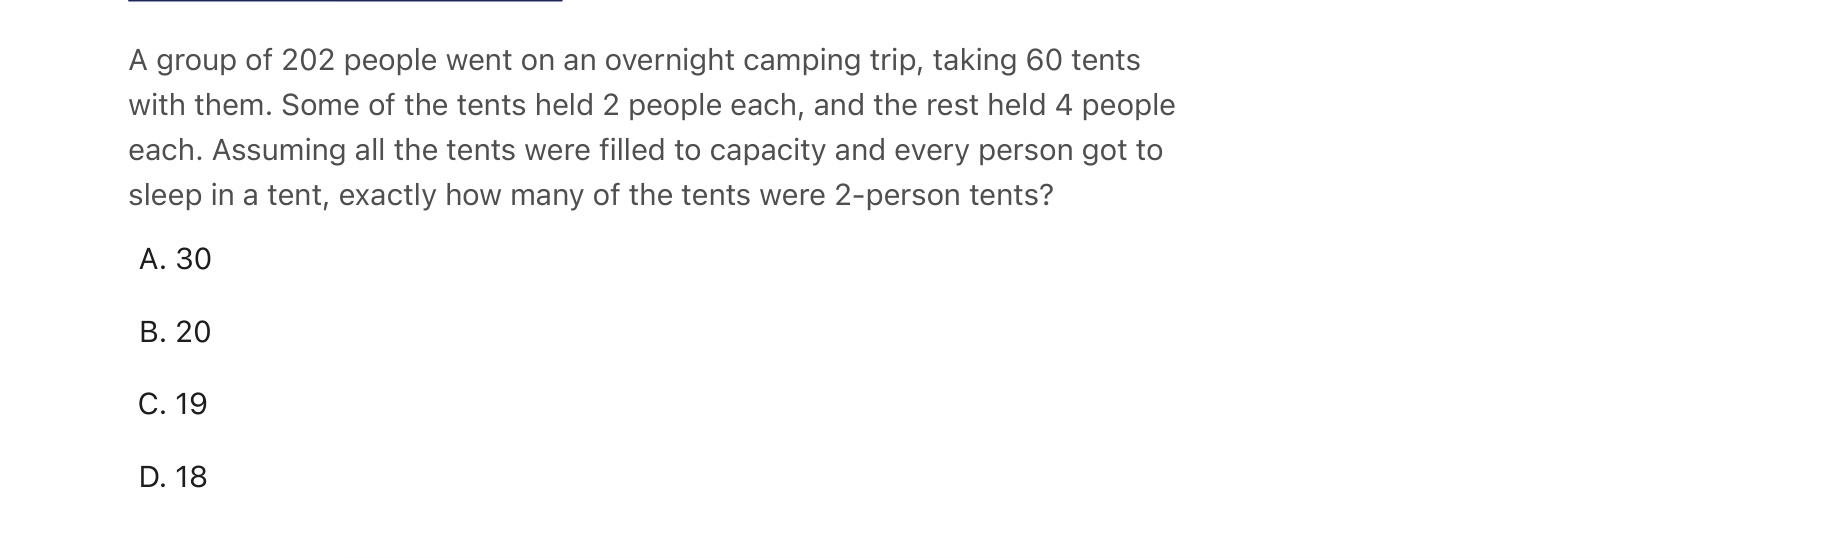 A group of 202 people went on an overnight camping trip, taking 60 tents
with them. Some of the tents held 2 people each, and the rest held 4 people
each. Assuming all the tents were filled to capacity and every person got to
sleep in a tent, exactly how many of the tents were 2-person tents?
A. 30
B. 20
C. 19
D. 18